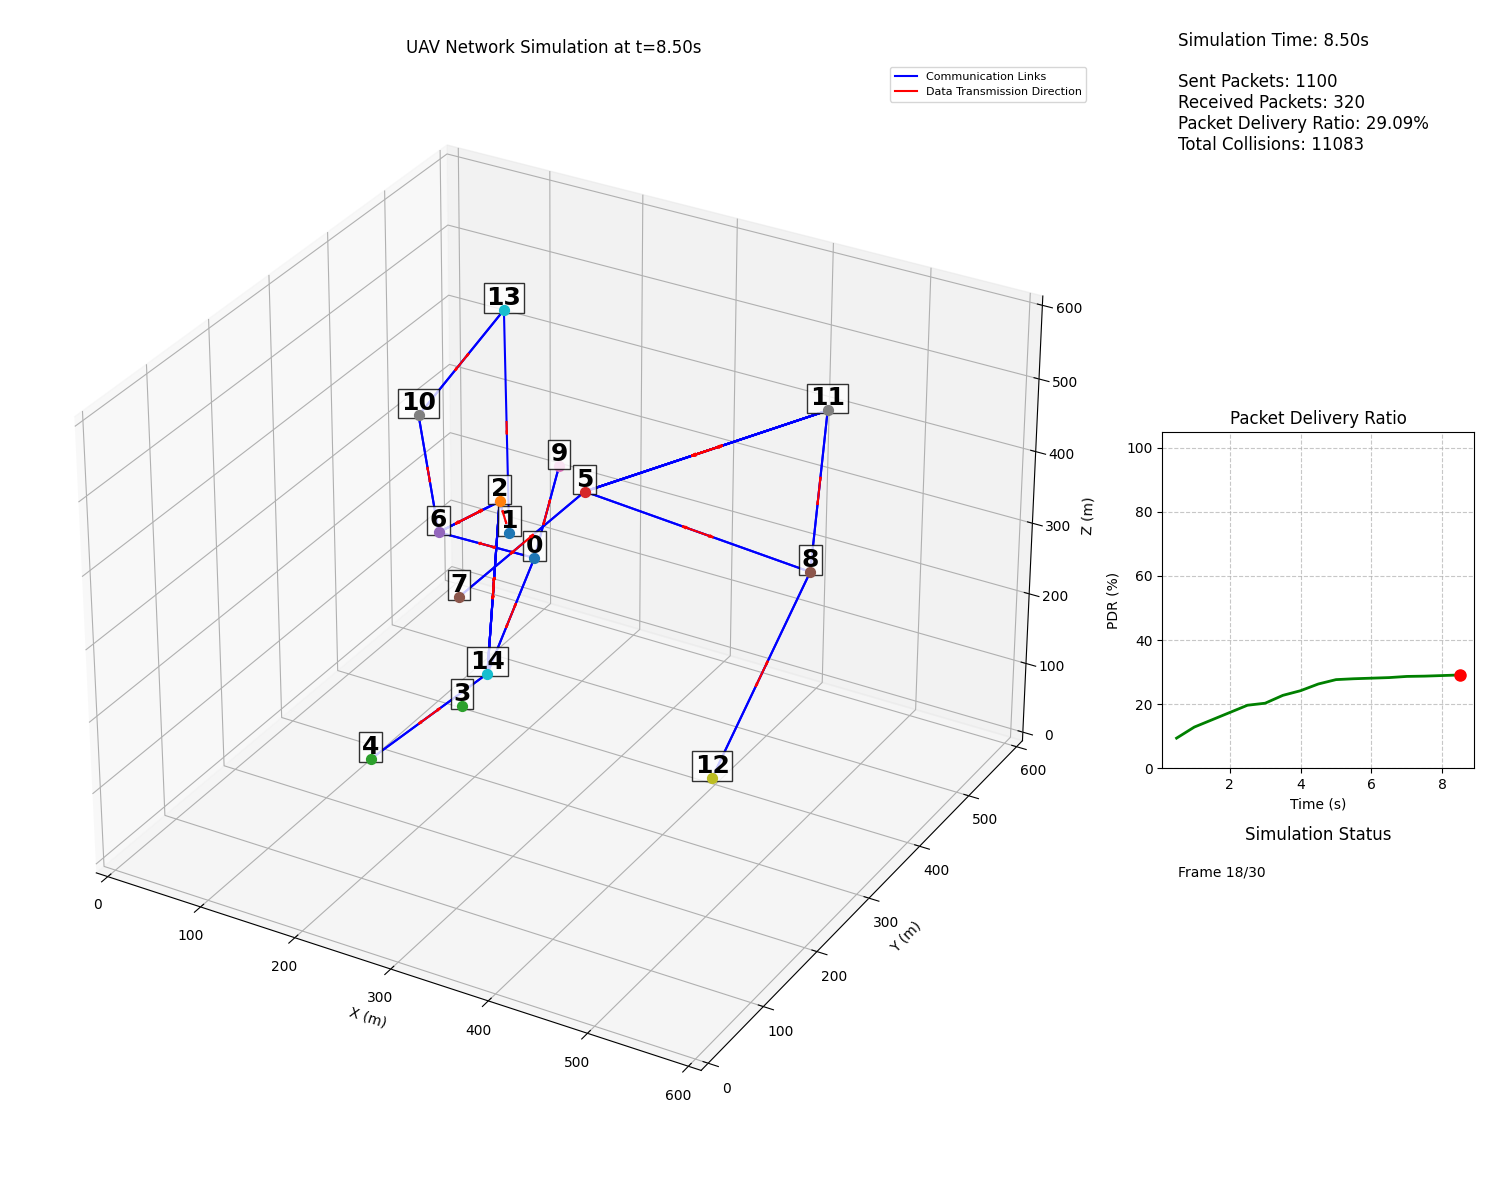 UAV Network Simulation at t=8.50s
Communication Links
Data Transmission Direction
Simulation Time: 8.50s
Sent Packets: 1100
Received Packets: 320
Packet Delivery Ratio: 29.09%
Total Collisions: 11083
13
10
11
9
5
2
6
1
0
8
7
14
3
4
12
600
500
400
300
200
100
0
Z (m)
0
100
200
300
400
500
600
X (m)
0
100
200
300
400
500
600
Y (m)
Packet Delivery Ratio
100
80
60
40
20
0
PDR (%)
2
4
6
8
Time (s)
Simulation Status
Frame 18/30